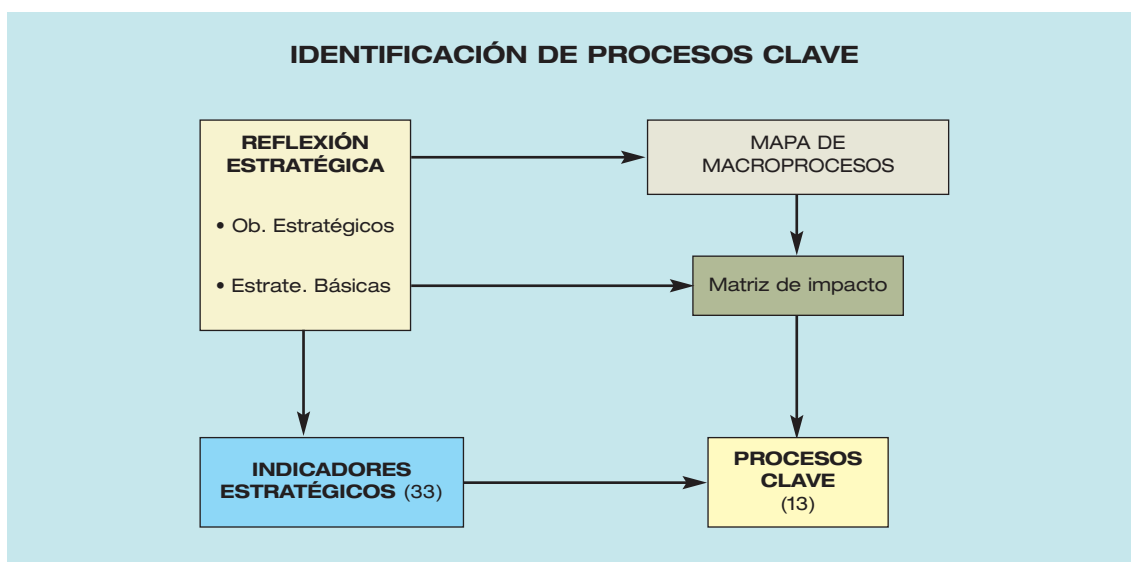 IDENTIFICACIÓN DE PROCESOS CLAVE
REFLEXIÓN
ESTRATÉGICA
• Ob. Estratégicos
• Estrate. Básicas
MAPA DE
MACROPROCESOS
Matriz de impacto
INDICADORES
ESTRATÉGICOS (33)
PROCESOS
CLAVE
(13)